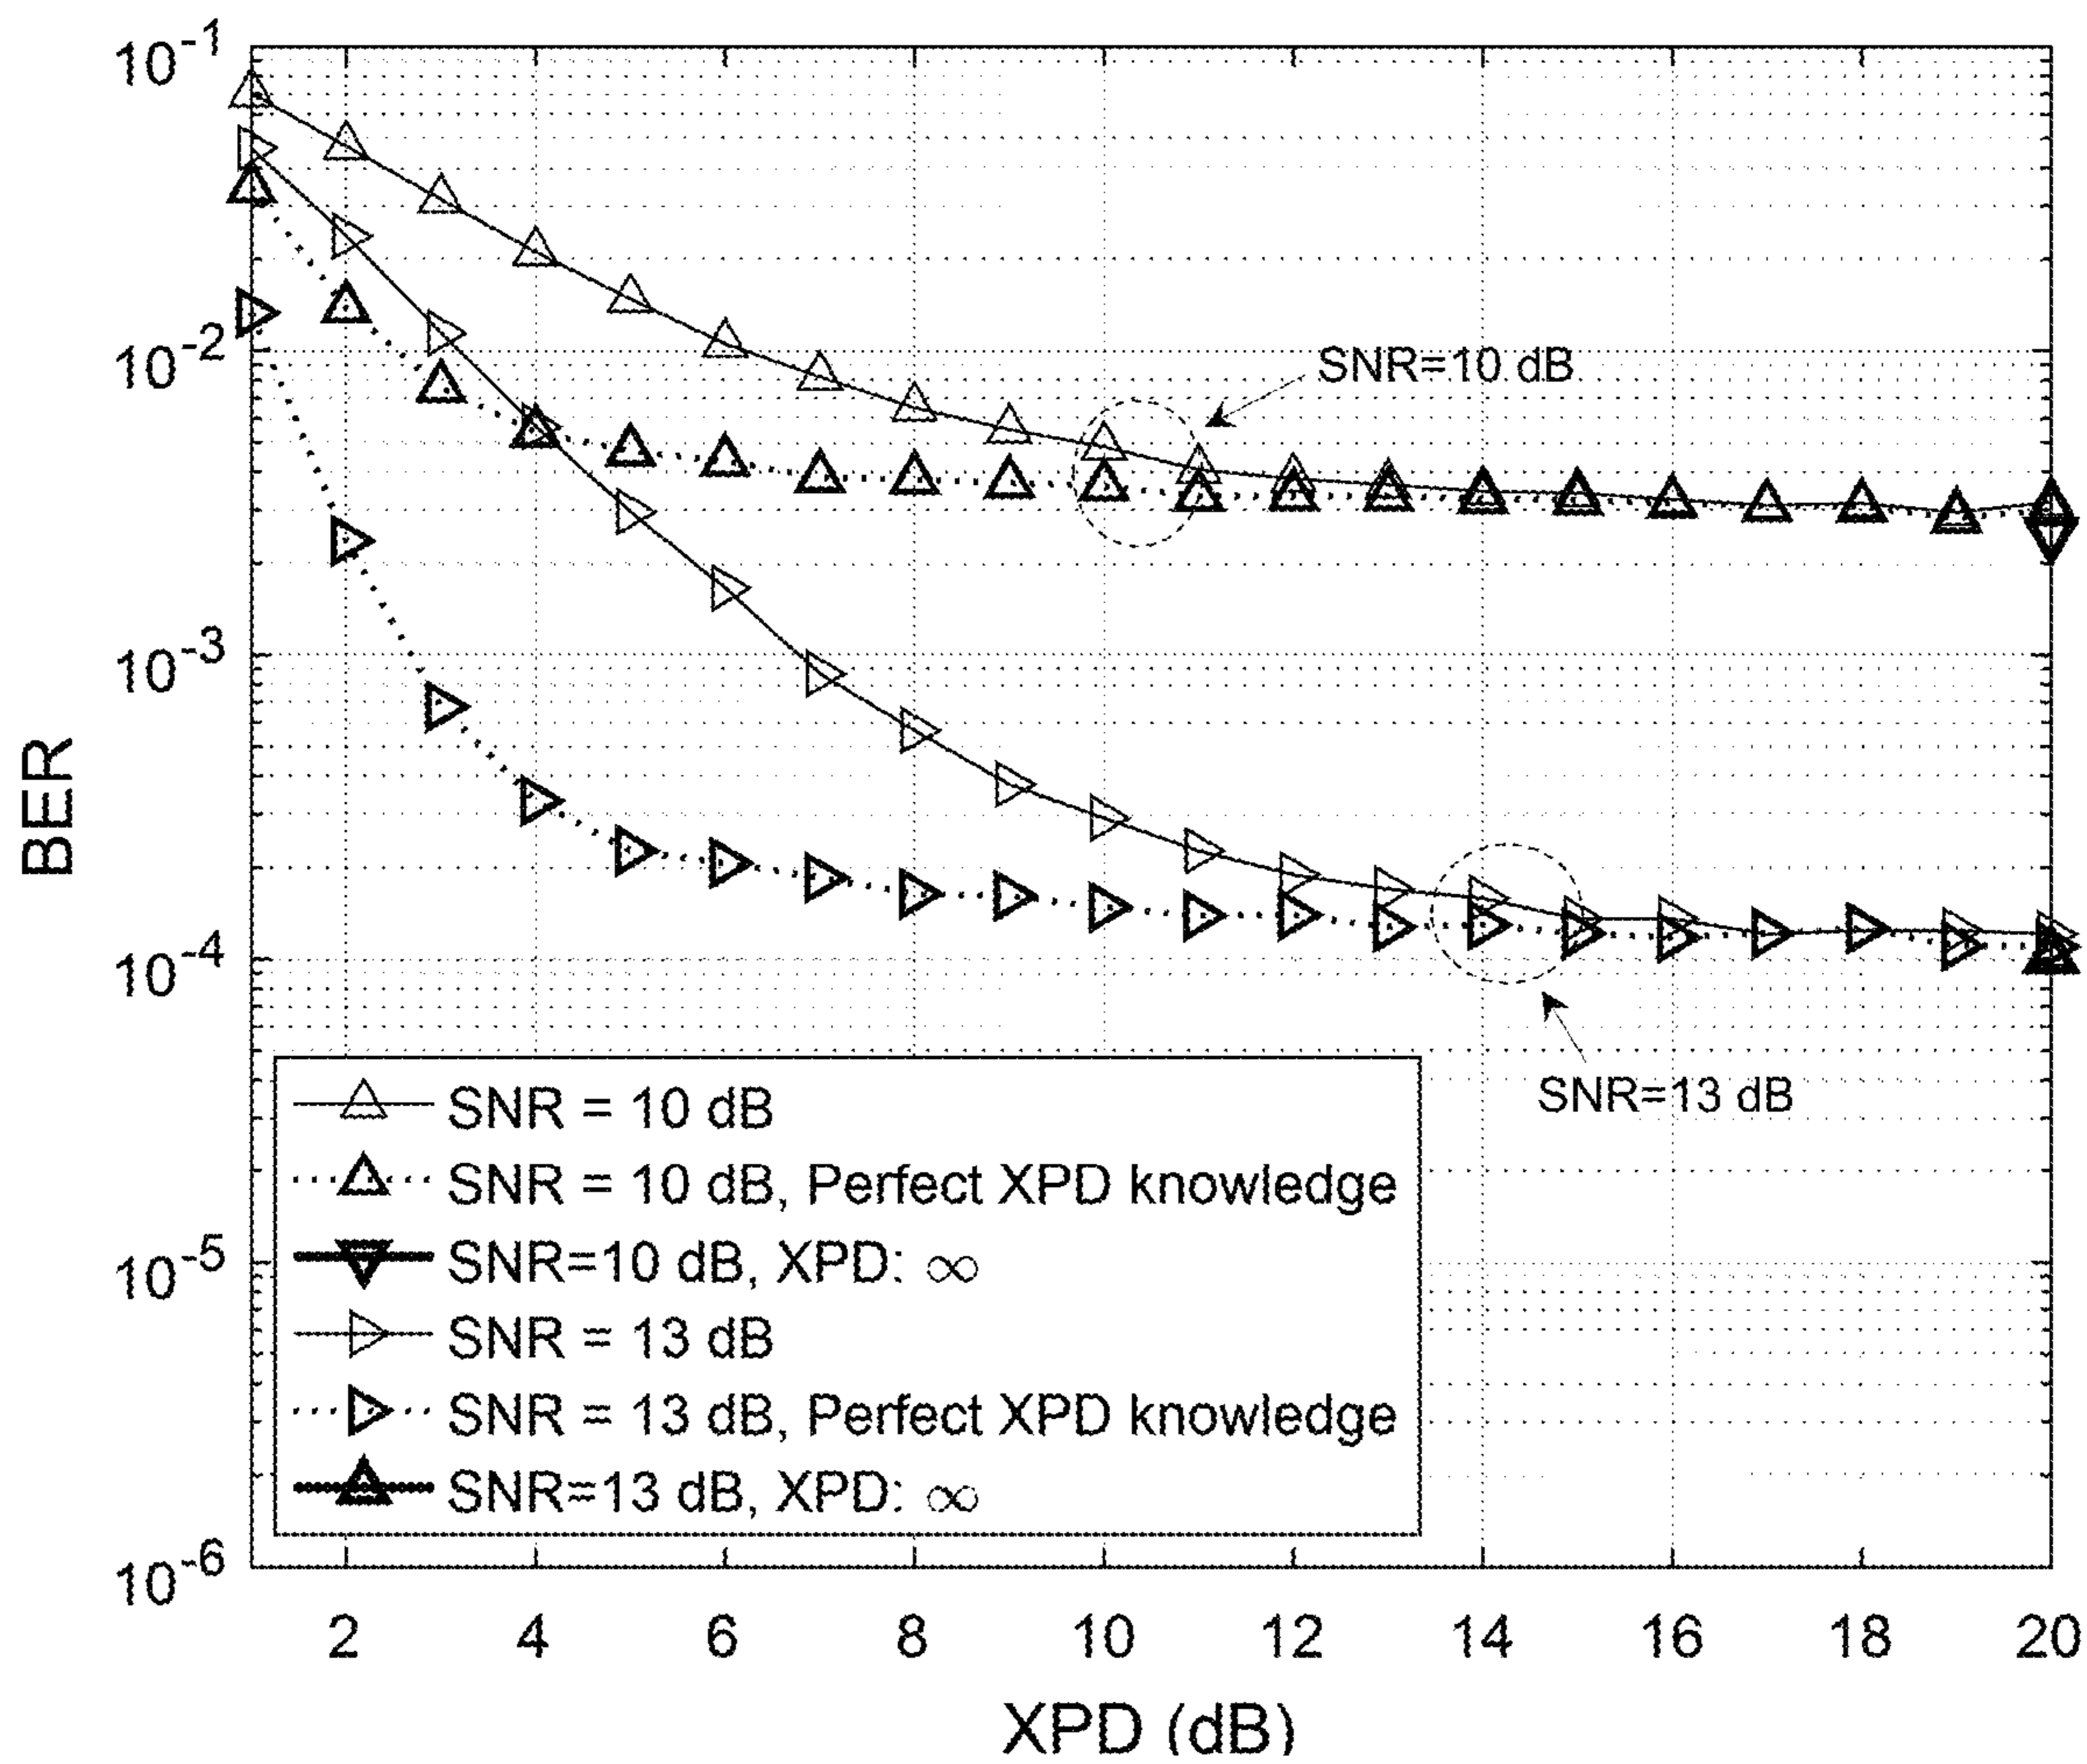 10-1
10-2
10-3
10-4
10-5
10-6
BER
SNR=10 dB
SNR=13 dB
SNR = 10 dB
SNR = 10 dB, Perfect XPD knowledge
SNR=10 dB, XPD: ∞
SNR = 13 dB
SNR = 13 dB, Perfect XPD knowledge
SNR=13 dB, XPD: ∞
2 4 6 8 10 12 14 16 18 20
XPD (dB)